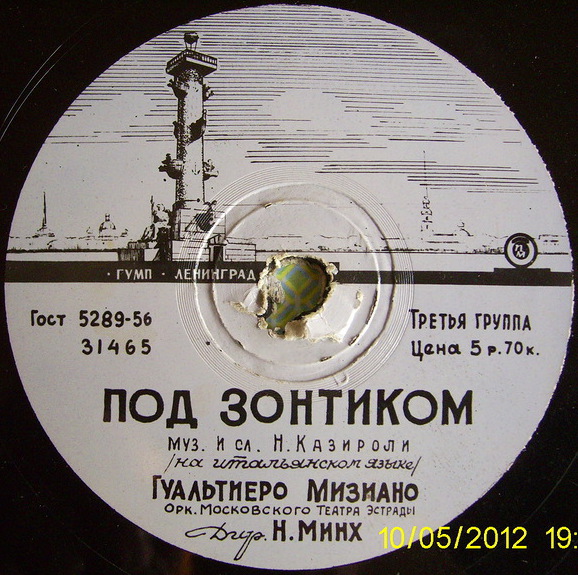 · ГУМП · ЛЕНИНГРАД
Гост 5289-56
31465
ТРЕТЬЯ ГРУППА
Цена 5 р. 70 к.
ПОД ЗОНТИКОМ
муз. и сл. Н. Казироли
/на итальянском языке/
ГУАЛЬТИЕРО МИЗИАНО
ОРК. МОСКОВСКОГО ТЕАТРА ЭСТРАДЫ
Дир. Н. МИНХ
10/05/2012 19: